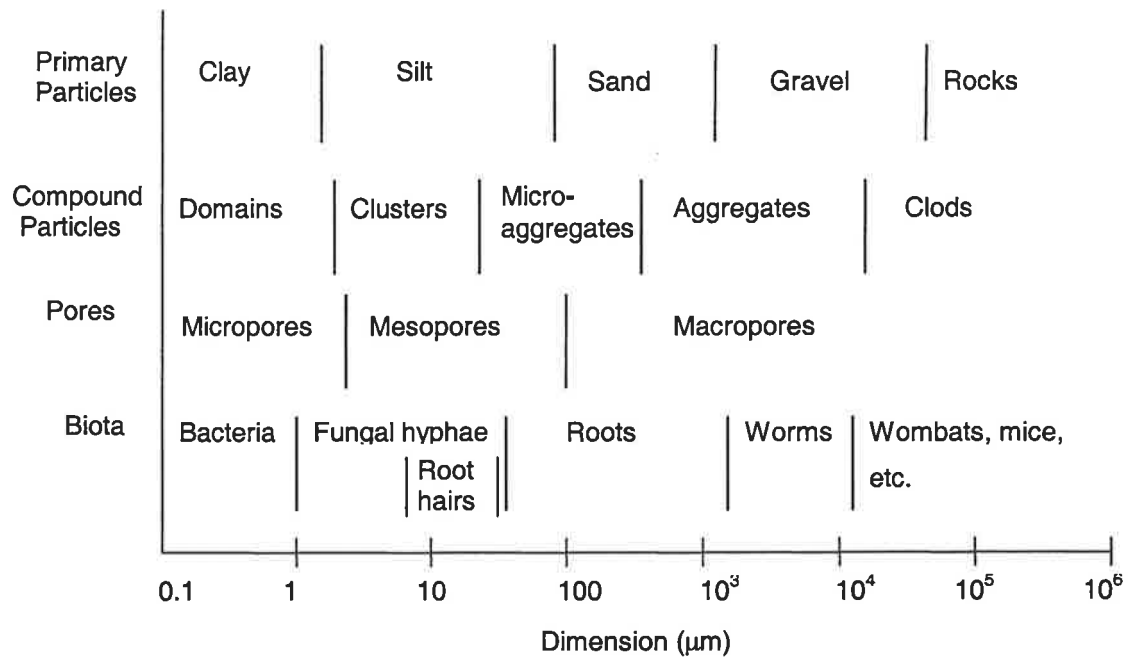 Primary
Particles
Clay
Silt
Sand
Gravel
Rocks
Compound
Particles
Domains
Clusters
Micro-
aggregates
Aggregates
Clods
Pores
Micropores
Mesopores
Macropores
Biota
Bacteria
Fungal hyphae
Root
hairs
Roots
Worms
Wombats, mice,
etc.
0.1 1 10 100 10³ 10⁴ 10⁵ 10⁶
Dimension (µm)